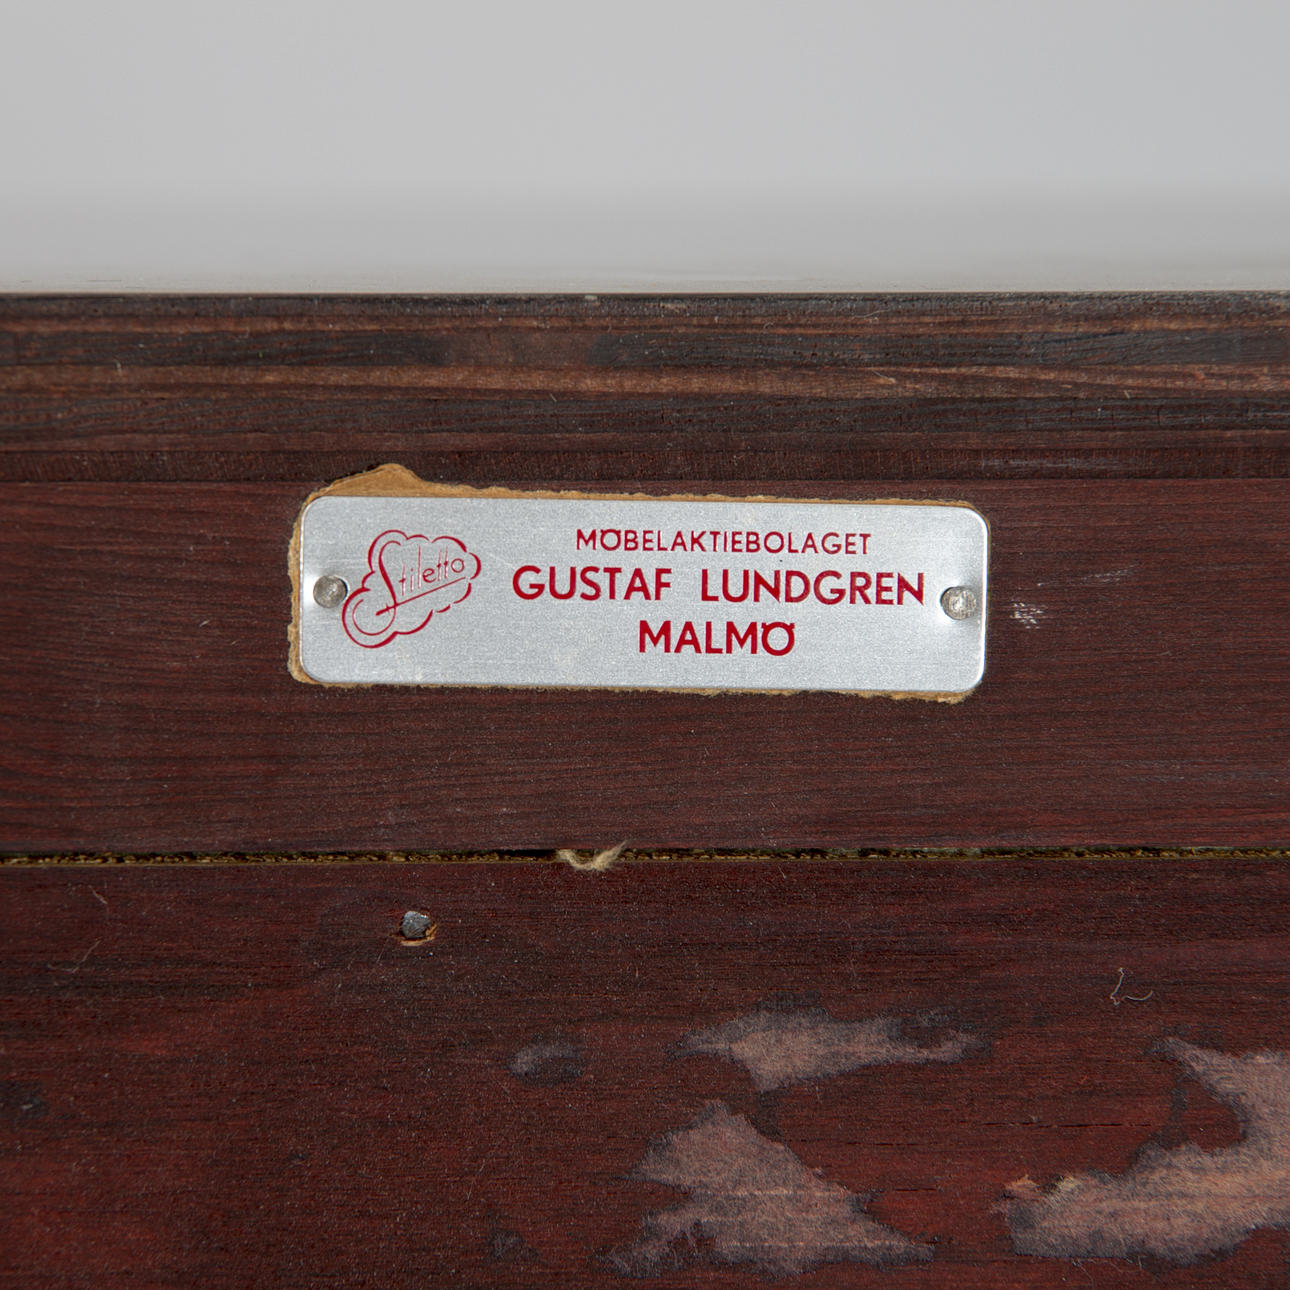 Stiletto
MÖBELAKTIEBOLAGET
GUSTAF LUNDGREN
MALMÖ